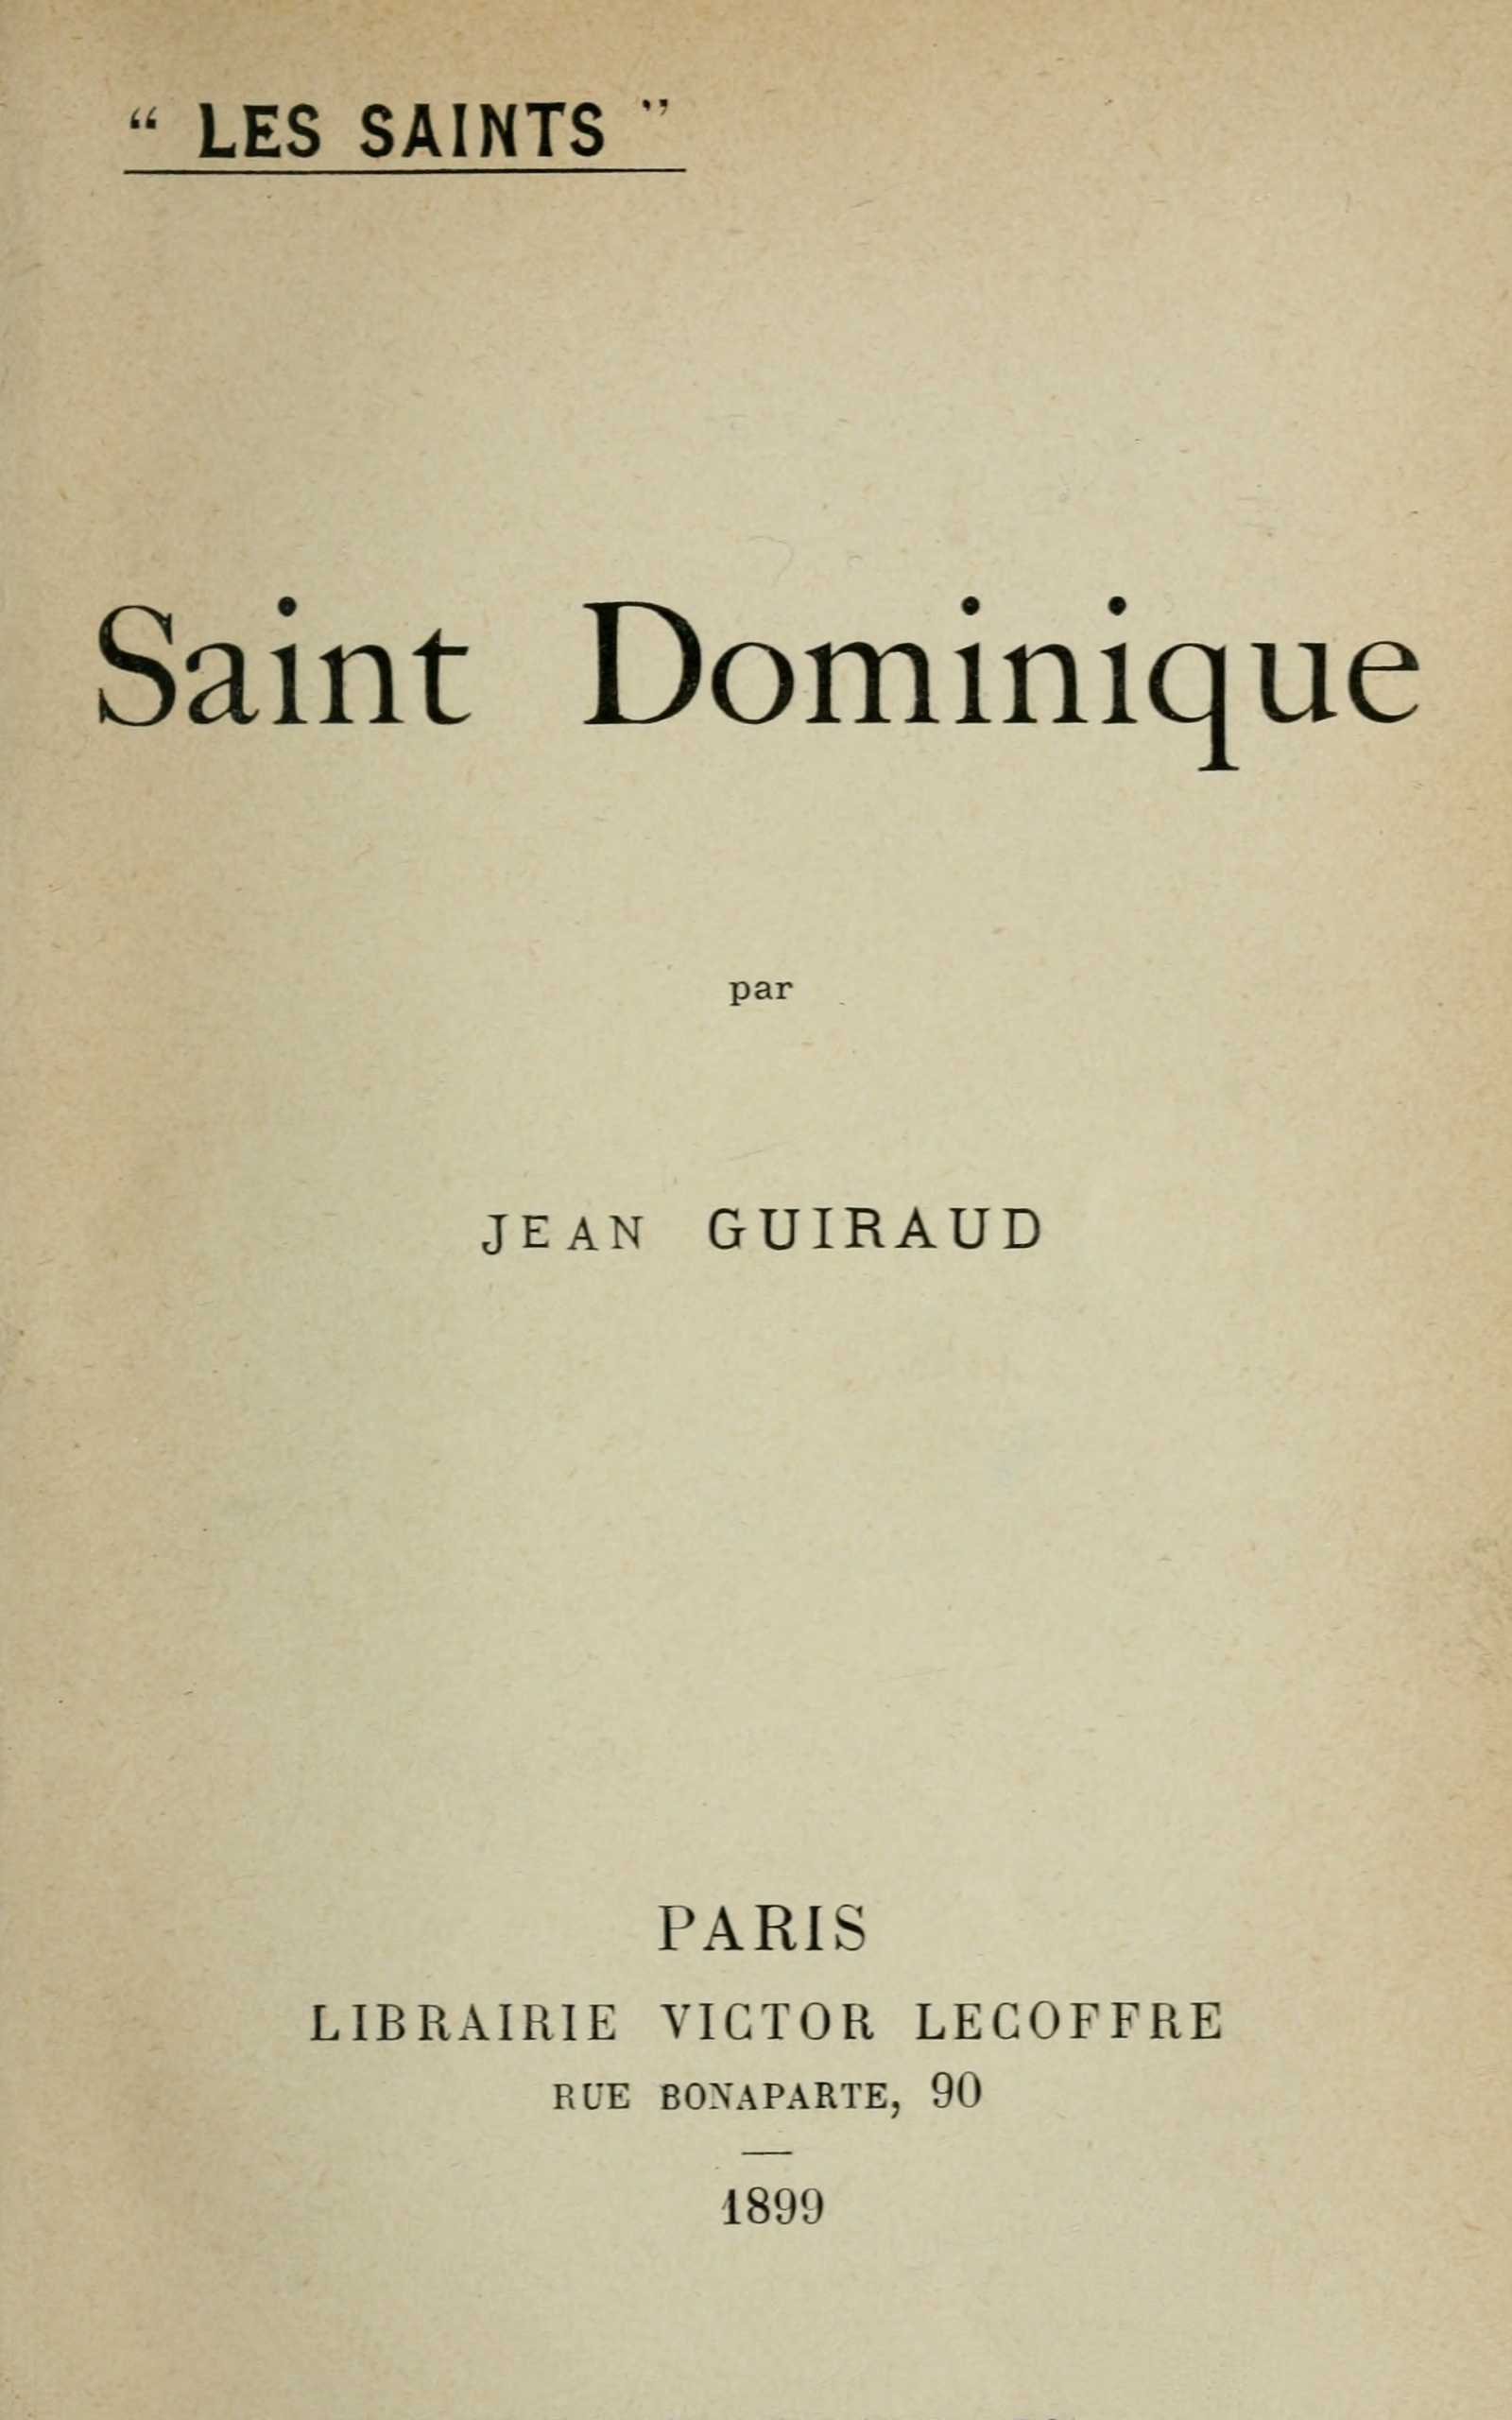 “ LES SAINTS ”
Saint Dominique
par
JEAN GUIRAUD
PARIS
LIBRAIRIE VICTOR LECOFFRE
RUE BONAPARTE, 90
1899